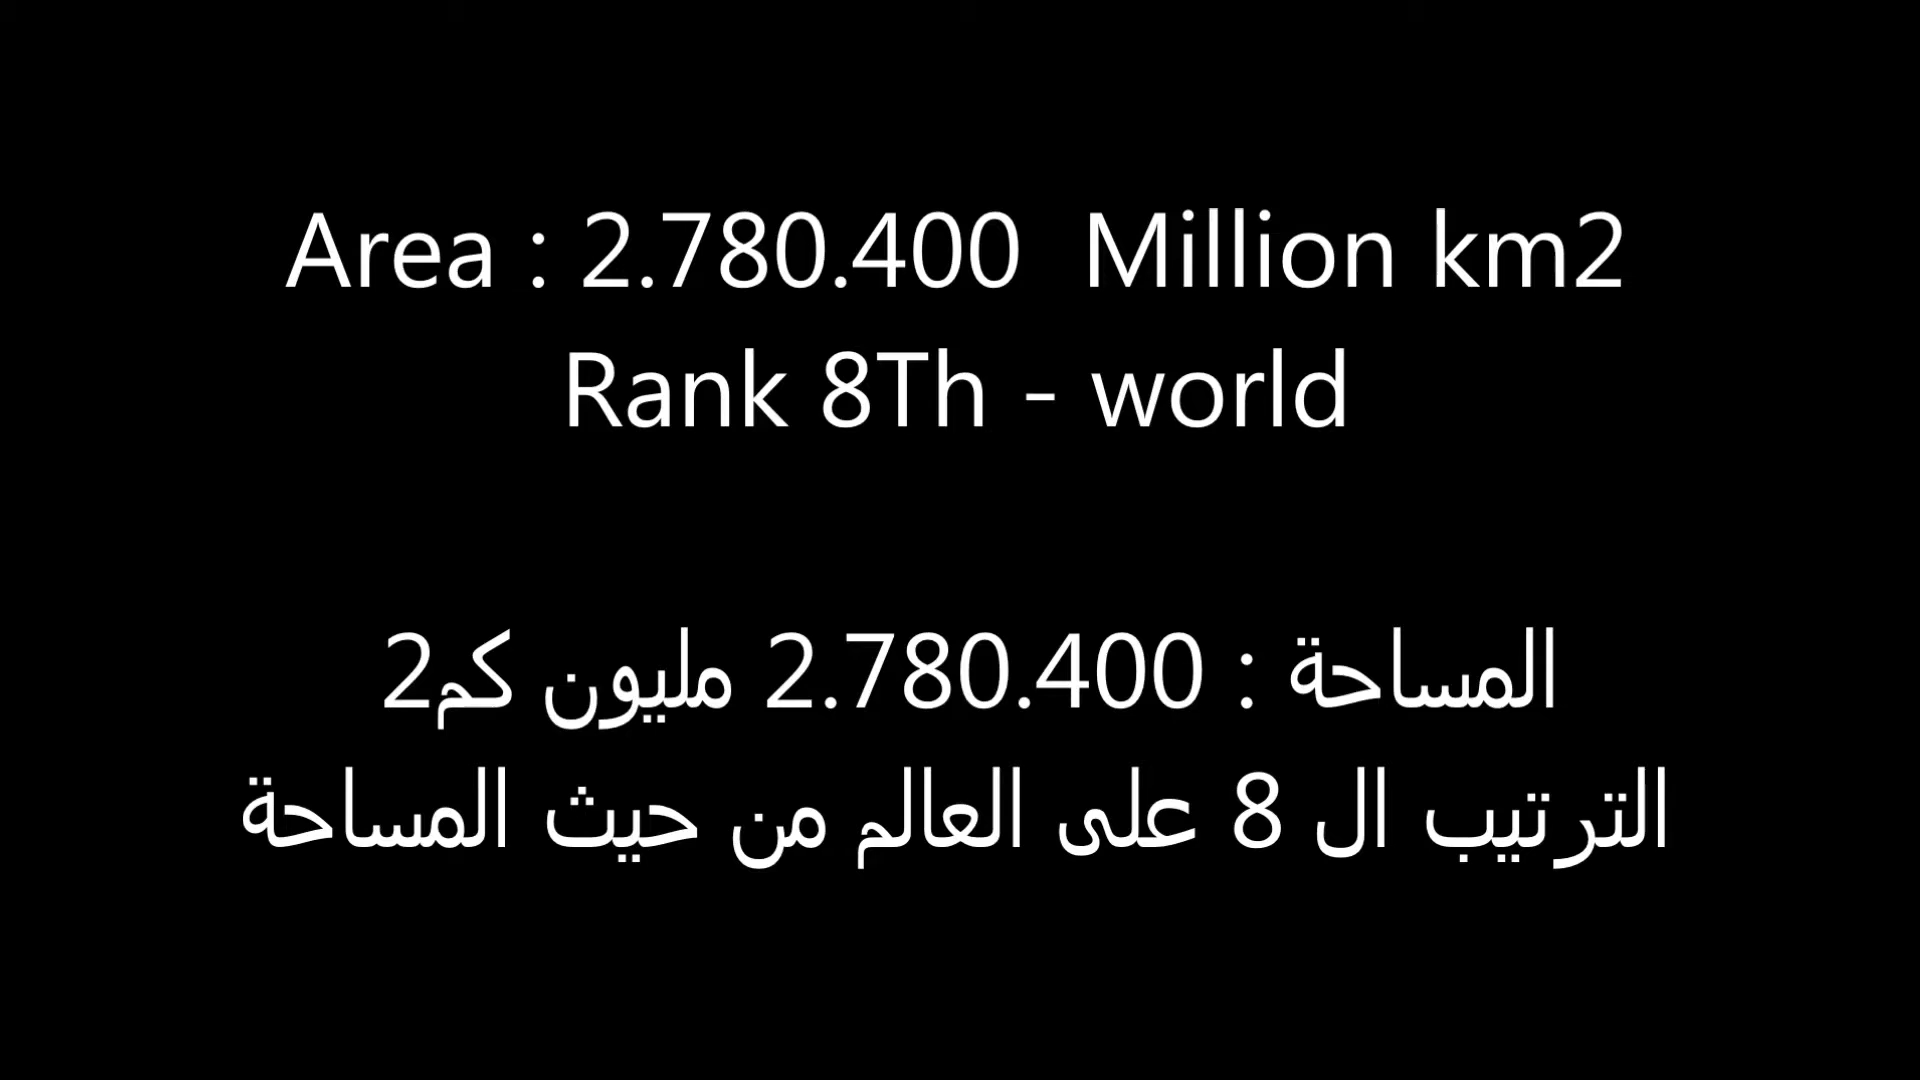 Area : 2.780.400  Million km2
Rank 8Th - world
المساحة : 2.780.400 مليون كم2
الترتيب ال 8 على العالم من حيث المساحة